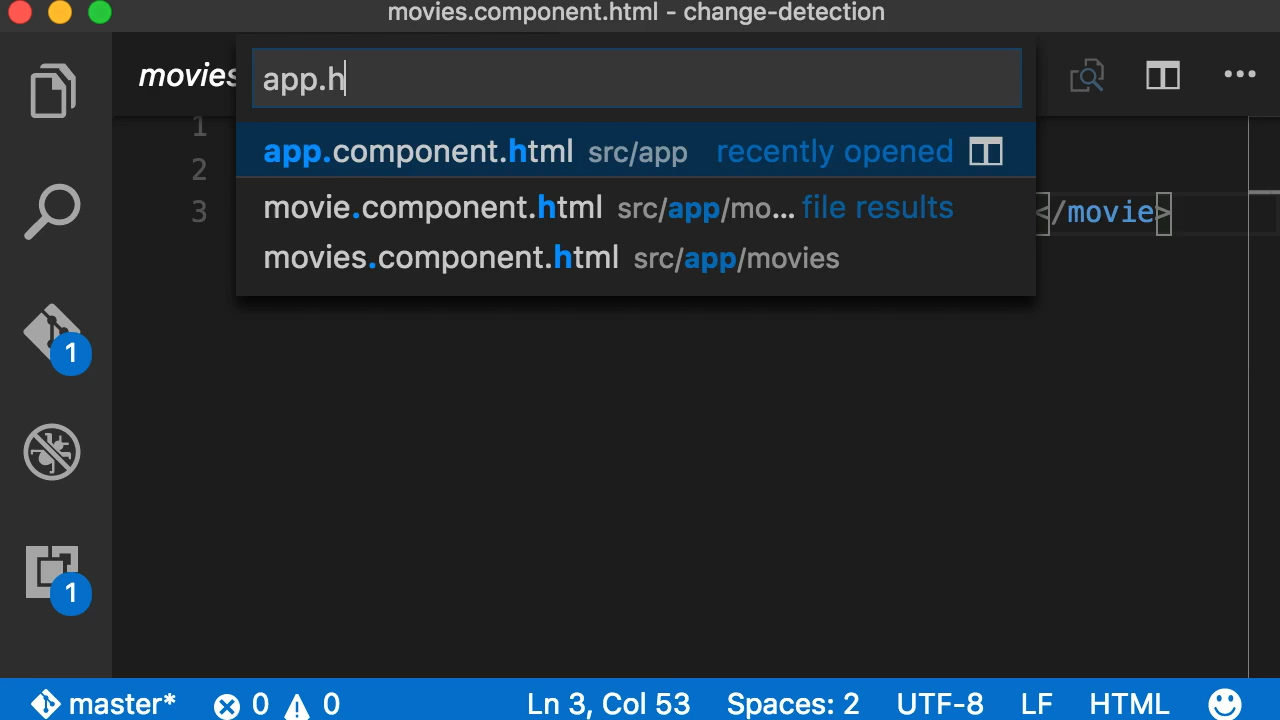 movies.component.html - change-detection
movies
app.h
app.component.html src/app recently opened
movie.component.html src/app/mo... file results
movies.component.html src/app/movies
1
2
3 </movie>
1
1
master* 0 0 Ln 3, Col 53 Spaces: 2 UTF-8 LF HTML